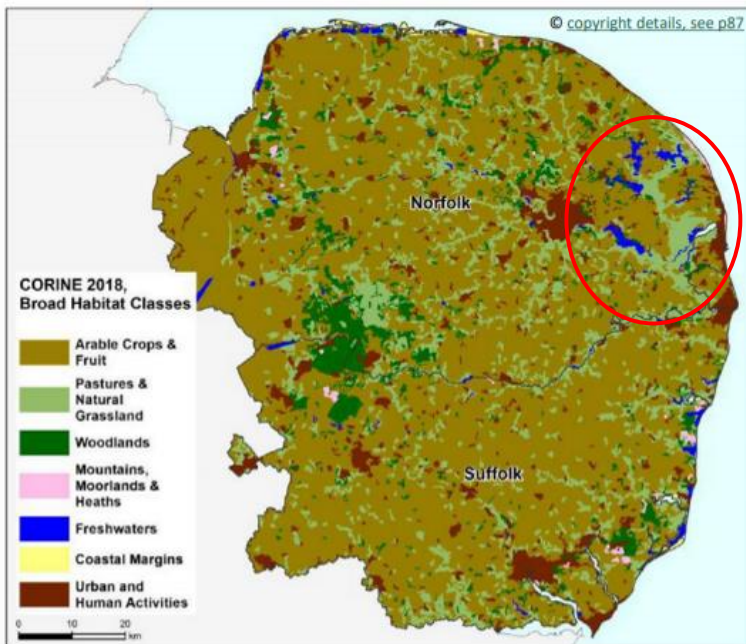 © copyright details, see p87
Norfolk
CORINE 2018,
Broad Habitat Classes
Arable Crops &
Fruit
Pastures &
Natural
Grassland
Woodlands
Mountains,
Moorlands &
Heaths
Freshwaters
Coastal Margins
Urban and
Human Activities
Suffolk
0 10 20
km